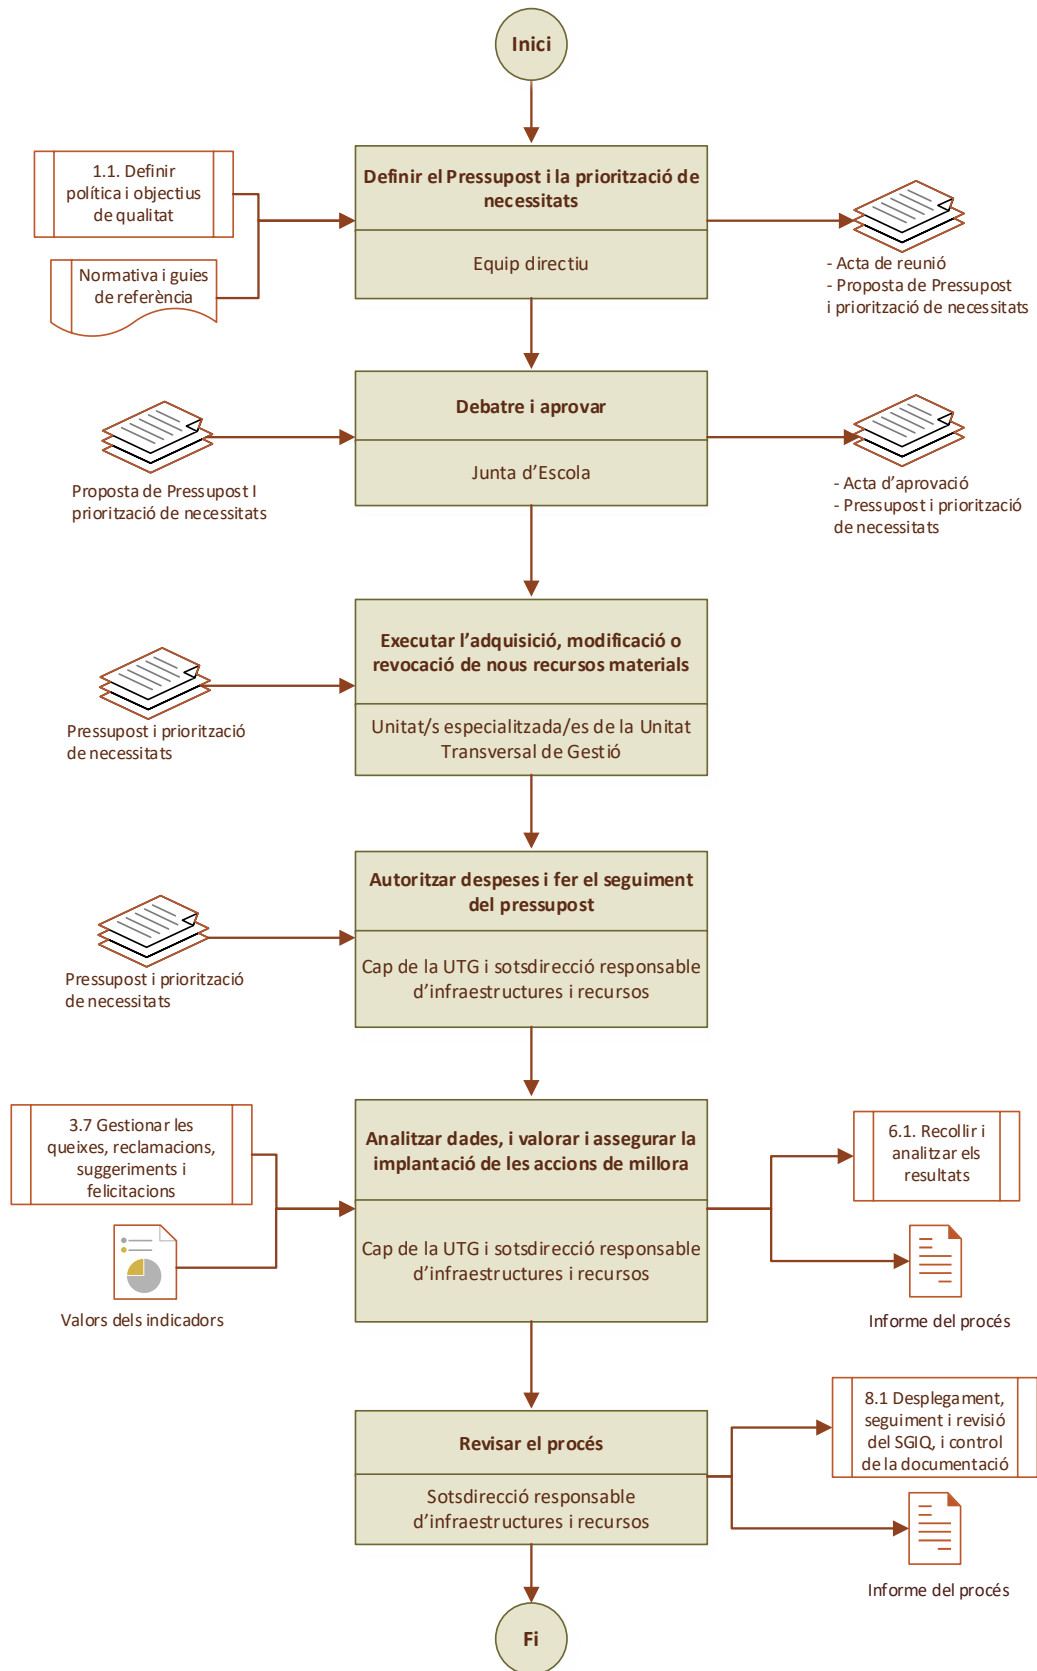 Inici
1.1. Definir
política i objectius
de qualitat
Normativa i guies
de referència
Definir el Pressupost i la priorització de
necessitats
Equip directiu
- Acta de reunió
- Proposta de Pressupost
i priorització de necessitats
Proposta de Pressupost I
priorització de necessitats
Debatre i aprovar
Junta d'Escola
- Acta d'aprovació
- Pressupost i priorització
de necessitats
Pressupost i priorització
de necessitats
Executar l'adquisició, modificació o
revocació de nous recursos materials
Unitat/s especialitzada/es de la Unitat
Transversal de Gestió
Pressupost i priorització
de necessitats
Autoritzar despeses i fer el seguiment
del pressupost
Cap de la UTG i sotsdirecció responsable
d'infraestructures i recursos
3.7 Gestionar les
queixes, reclamacions,
suggeriments i
felicitacions
Valors dels indicadors
Analitzar dades, i valorar i assegurar la
implantació de les accions de millora
Cap de la UTG i sotsdirecció responsable
d'infraestructures i recursos
6.1. Recollir i
analitzar els
resultats
Informe del procés
Revisar el procés
Sotsdirecció responsable
d'infraestructures i recursos
8.1 Desplegament,
seguiment i revisió
del SGIQ, i control
de la documentació
Informe del procés
Fi